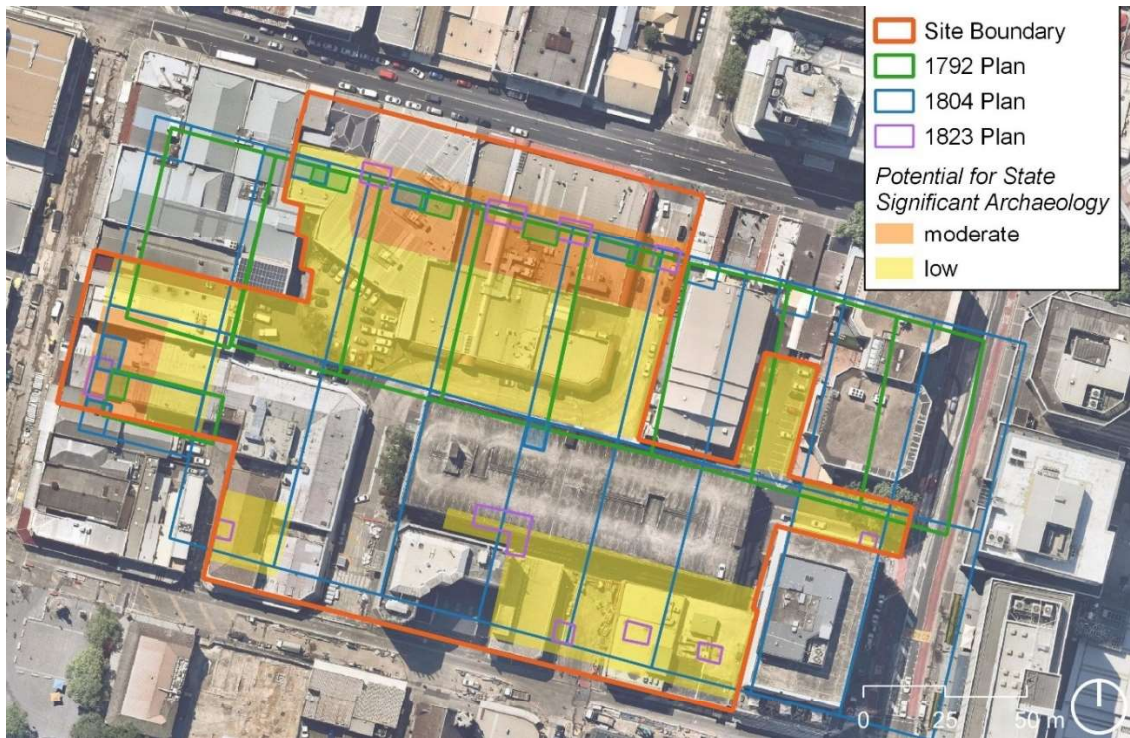 Site Boundary
1792 Plan
1804 Plan
1823 Plan
Potential for State
Significant Archaeology
moderate
low
0 25 50 m